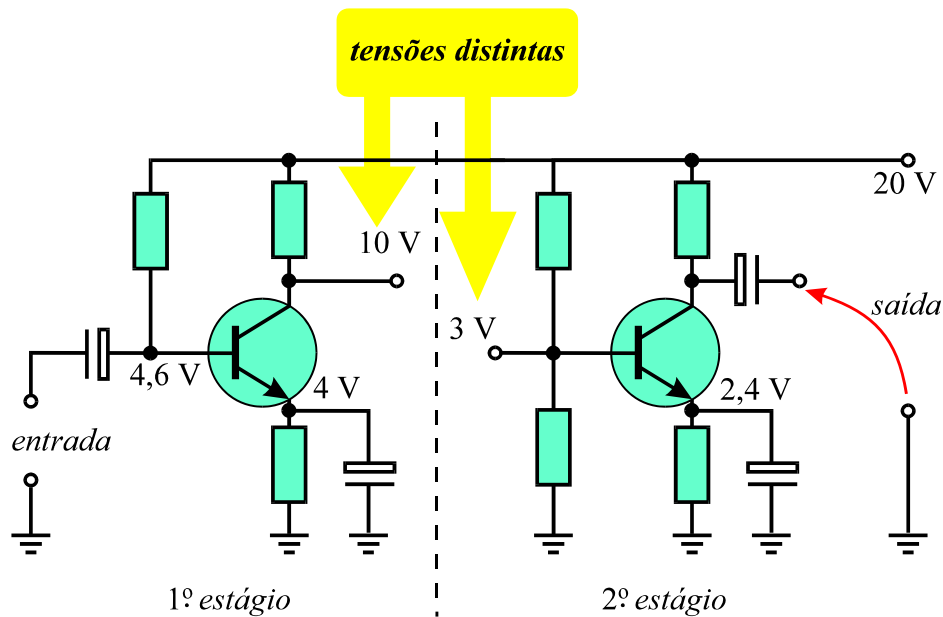 tensões distintas
20 V
10 V
saída
3 V
4,6 V
4 V
2,4 V
entrada
1º estágio
2º estágio